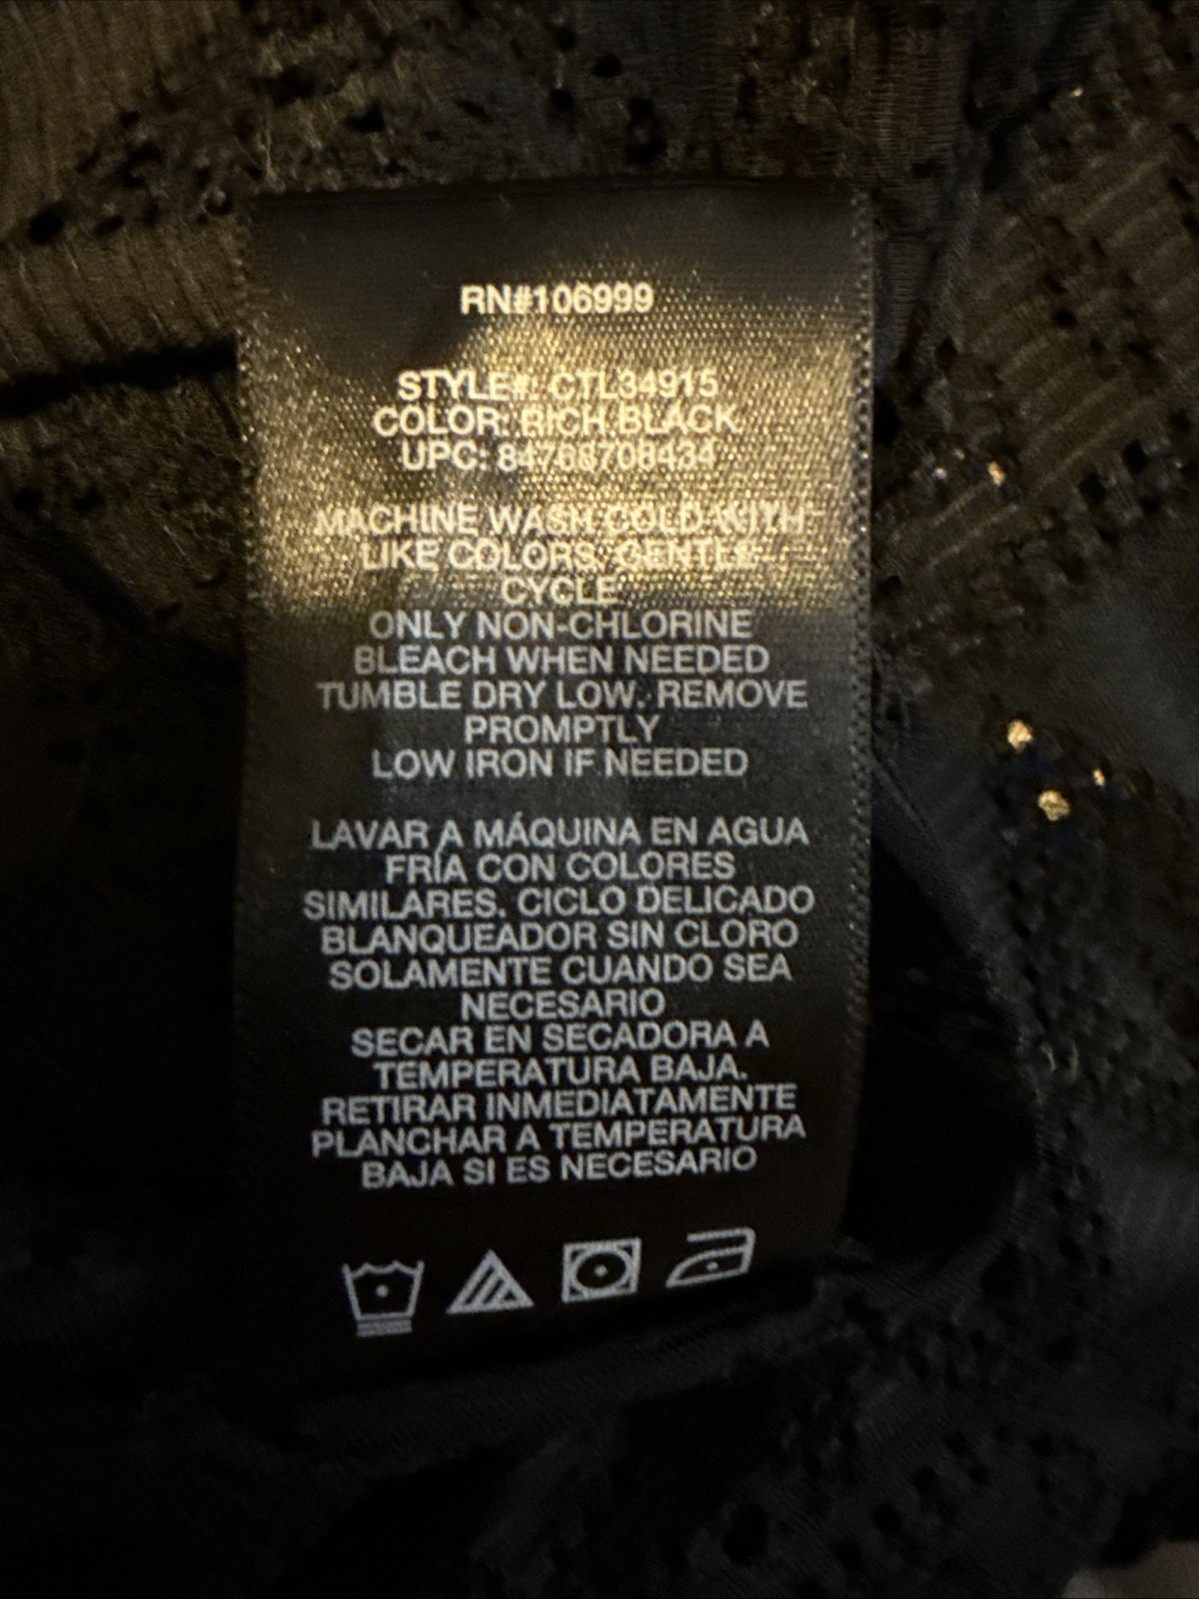 RN#106999
STYLE#: CTL34915
COLOR: RICH BLACK
UPC:
MACHINE WASH COLD WITH
LIKE COLORS, GENTLE
CYCLE
ONLY NON-CHLORINE
BLEACH WHEN NEEDED
TUMBLE DRY LOW. REMOVE
PROMPTLY
LOW IRON IF NEEDED
LAVAR A MÁQUINA EN AGUA
FRÍA CON COLORES
SIMILARES. CICLO DELICADO
BLANQUEADOR SIN CLORO
SOLAMENTE CUANDO SEA
NECESARIO
SECAR EN SECADORA A
TEMPERATURA BAJA.
RETIRAR INMEDIATAMENTE
PLANCHAR A TEMPERATURA
BAJA SI ES NECESARIO